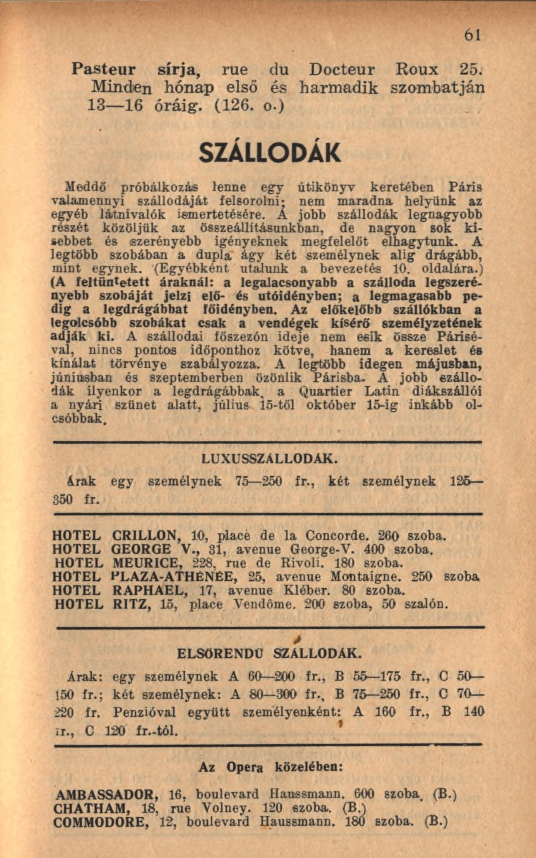 61
Pasteur sírja, rue du Docteur Roux 25.
Minden hónap első és harmadik szombatján
13—16 óráig. (126. o.)
SZÁLLODÁK
Meddő próbálkozás lenne egy útikönyv keretében Páris
valamennyi szállodáját felsorolni; nem maradna helyünk az
egyéb látnivalók ismertetésére. A jobb szállodák legnagyobb
részét közöljük az összeállításunkban, de nagyon sok ki-
sebbet és szerényebb igényeknek megfelelőt elhagytunk. A
legtöbb szobában a dupla ágy két személynek alig drágább,
mint egynek. (Egyébként utalunk a bevezetés 10. oldalára.)
(A feltüntetett áraknál: a legalacsonyabb a szálloda legszeré-
nyebb szobáját jelzi elő- és utóidényben; a legmagasabb pe-
dig a legdrágábbat főidényben. Az előkelőbb szállókban a
legolcsóbb szobákat csak a vendégek kísérő személyzetének
adják ki. A szállodai főszezón ideje nem esik össze Páriséi-
val, nincs pontos időponthoz kötve, hanem a kereslet és
kínálat törvénye szabályozza. A legtöbb idegen májusban,
júniusban és szeptemberben özönlik Párisba. A jobb szállo-
dák ilyenkor a legdrágábbak, a Quartier Latin diákszállói
a nyári szünet alatt, július 15-től október 15-ig inkább ol-
csóbbak.
LUXUSSZÁLLODÁK.
Árak egy személynek 75—250 fr., két személynek 125—
350 fr.
HOTEL CRILLON, 10, place de la Concorde. 260 szoba.
HOTEL GEORGE V., 31, avenue George-V. 400 szoba.
HOTEL MEURICE, 228, rue de Rivoli. 180 szoba.
HOTEL PLAZA-ATHÉNÉE, 25, avenue Montaigne. 250 szoba
HOTEL RAPHAEL, 17, avenue Kléber. 80 szoba.
HOTEL RITZ, 15, place Vendôme. 200 szoba, 50 szalón.
ELSŐRENDŰ SZÁLLODÁK.
Árak: egy személynek A 60—200 fr., B 55—175 fr., C 50—
150 fr.; két személynek: A 80—300 fr., B 75—250 fr., C 70—
220 fr. Penzióval együtt személyenként: A 160 fr., B 140
fr., C 120 fr.-tól.
Az Opera közelében:
AMBASSADOR, 16, boulevard Haussmann. 600 szoba. (B.)
CHATHAM, 18, rue Volney. 120 szoba. (B.)
COMMODORE, 12, boulevard Haussmann. 180 szoba. (B.)